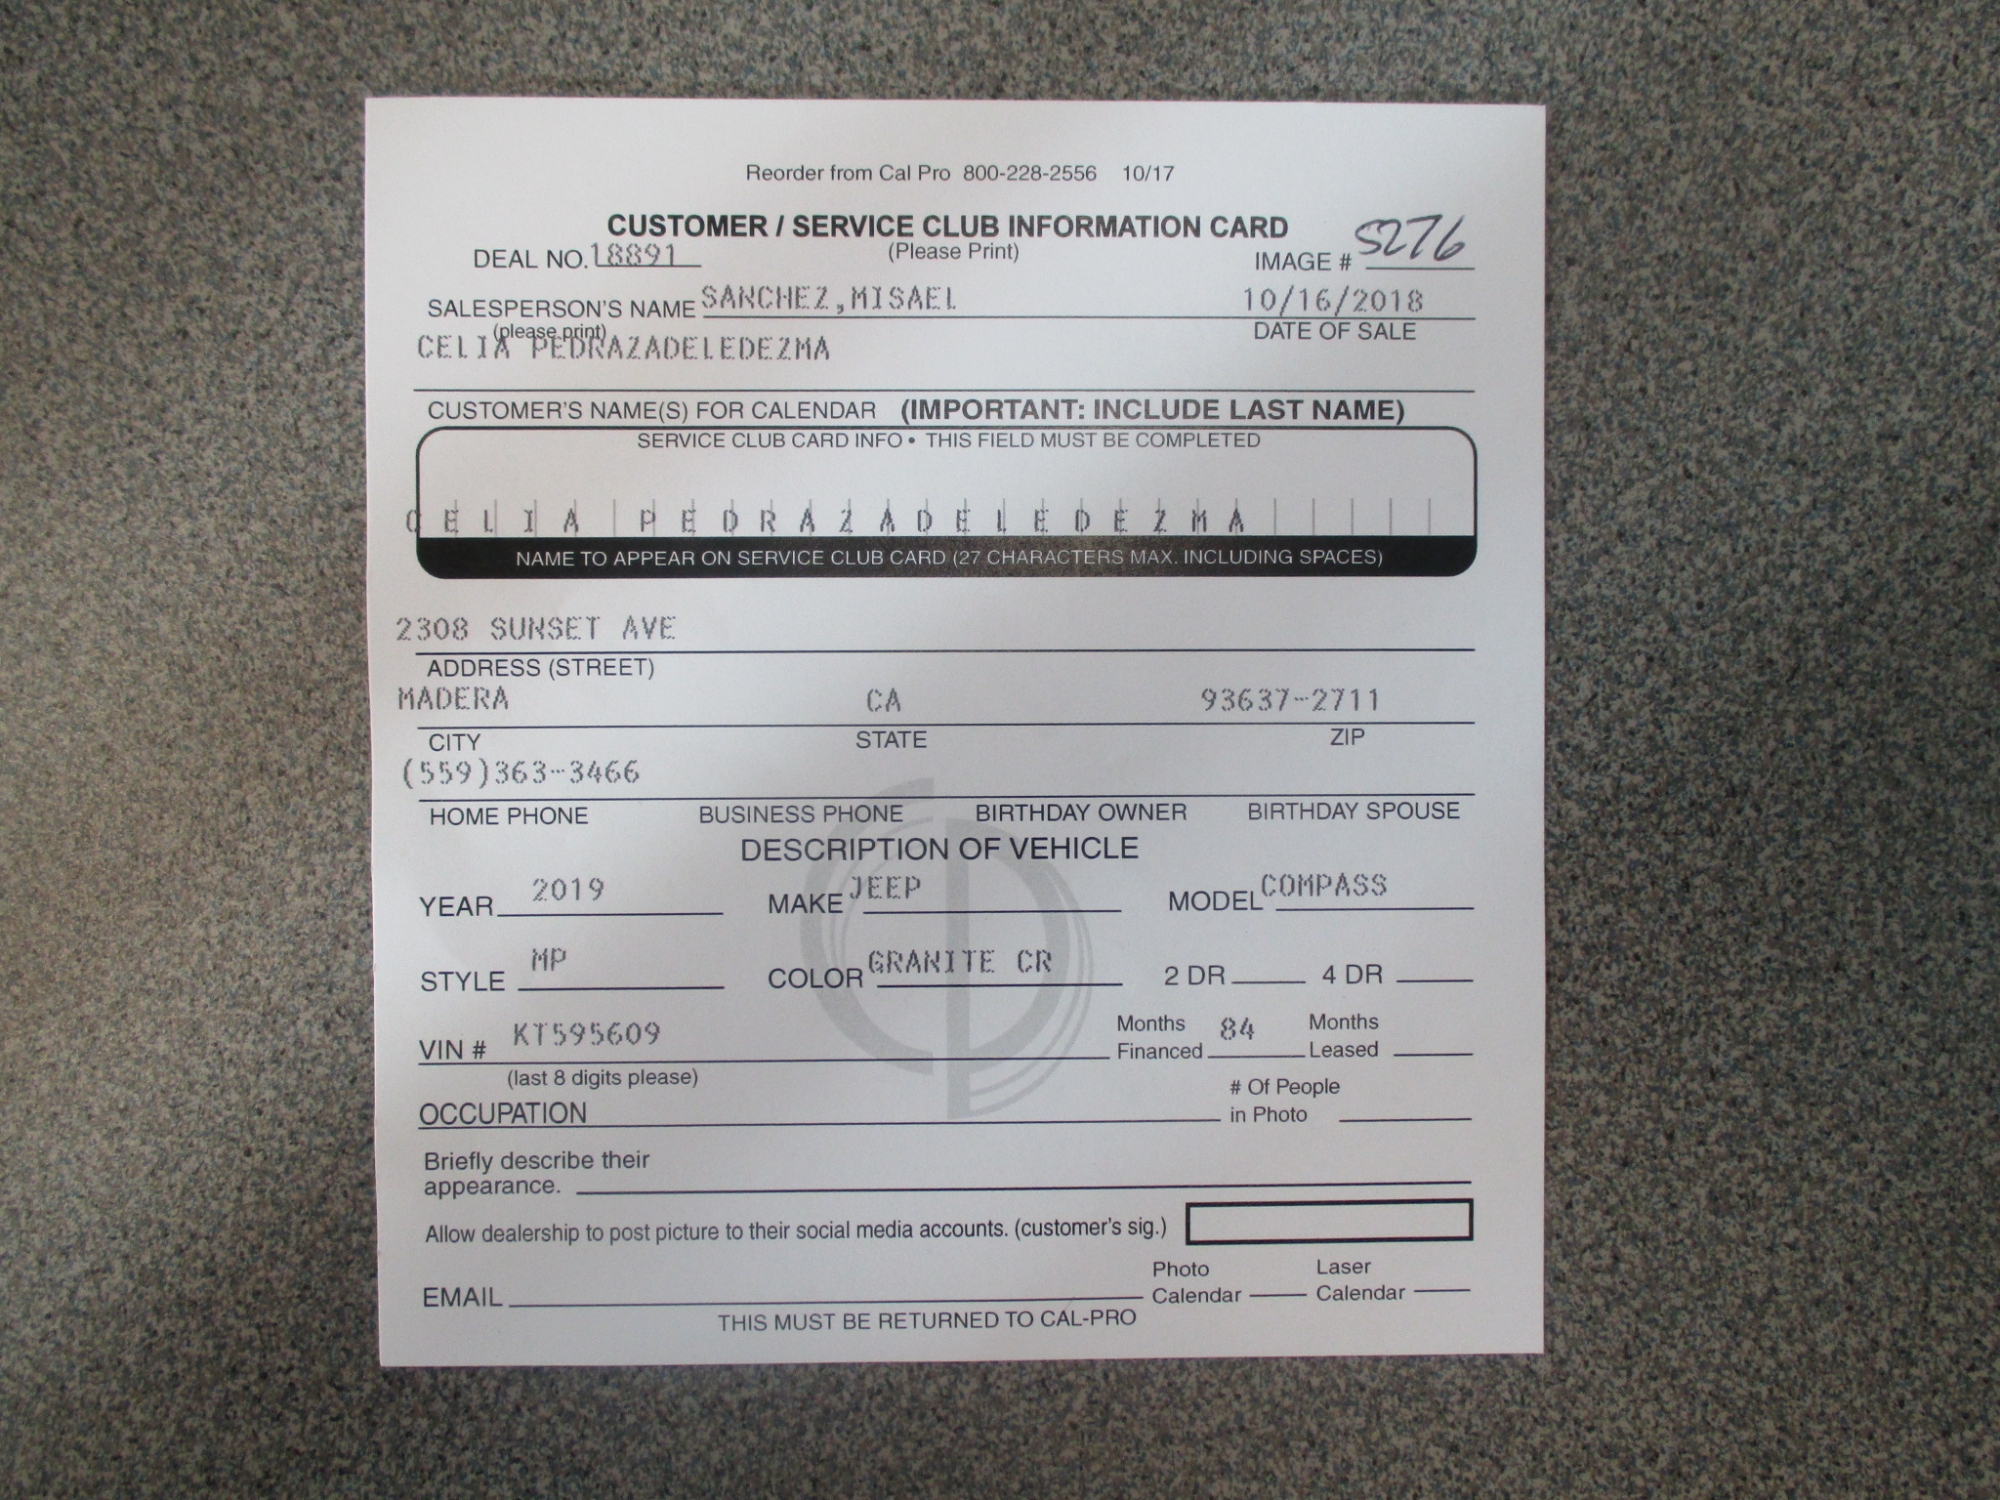 Reorder from Cal Pro 800-228-2556 10/17
CUSTOMER / SERVICE CLUB INFORMATION CARD
DEAL NO. 18891 (Please Print) IMAGE # 5276
SALESPERSON'S NAME SANCHEZ,MISAEL 10/16/2018
(please print) DATE OF SALE
CELIA PEDRAZADELEDEZMA
CUSTOMER'S NAME(S) FOR CALENDAR (IMPORTANT: INCLUDE LAST NAME)
SERVICE CLUB CARD INFO • THIS FIELD MUST BE COMPLETED
CELIA PEDRAZADELEDEZMA
NAME TO APPEAR ON SERVICE CLUB CARD (27 CHARACTERS MAX. INCLUDING SPACES)
2308 SUNSET AVE
ADDRESS (STREET)
MADERA CA 93637-2711
CITY STATE ZIP
(559)363-3466
HOME PHONE BUSINESS PHONE BIRTHDAY OWNER BIRTHDAY SPOUSE
DESCRIPTION OF VEHICLE
YEAR 2019 MAKE JEEP MODEL COMPASS
STYLE MP COLOR GRANITE CR 2 DR 4 DR
VIN # KT595609 Months Financed 84 Months Leased
(last 8 digits please)
OCCUPATION # Of People in Photo
Briefly describe their
appearance.
Allow dealership to post picture to their social media accounts. (customer's sig.)
EMAIL Photo Calendar Laser Calendar
THIS MUST BE RETURNED TO CAL-PRO